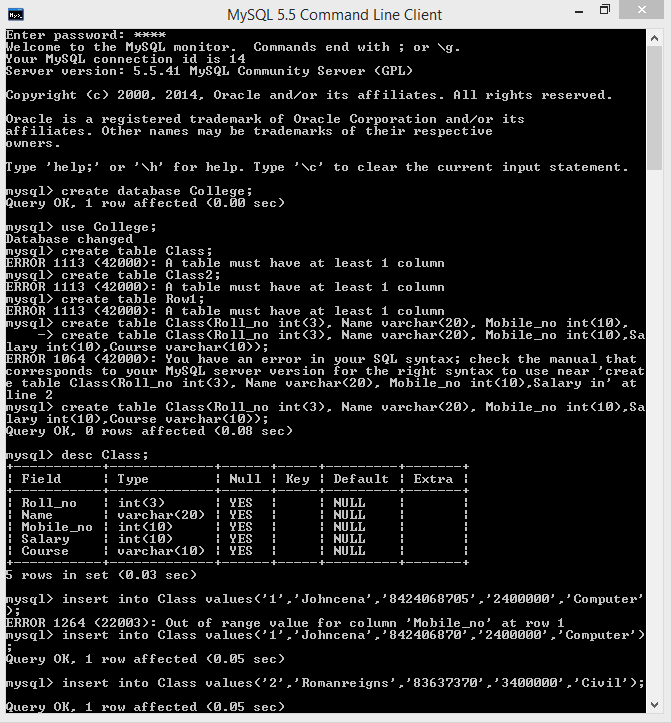 MySQL 5.5 Command Line Client
Enter password: ****
Welcome to the MySQL monitor.  Commands end with ; or \g.
Your MySQL connection id is 14
Server version: 5.5.41 MySQL Community Server (GPL)
Copyright (c) 2000, 2014, Oracle and/or its affiliates. All rights reserved.
Oracle is a registered trademark of Oracle Corporation and/or its
affiliates. Other names may be trademarks of their respective
owners.
Type 'help;' or '\h' for help. Type '\c' to clear the current input statement.
mysql> create database College;
Query OK, 1 row affected (0.00 sec)
mysql> use College;
Database changed
mysql> create table Class;
ERROR 1113 (42000): A table must have at least 1 column
mysql> create table Class2;
ERROR 1113 (42000): A table must have at least 1 column
mysql> create table Row1;
ERROR 1113 (42000): A table must have at least 1 column
mysql> create table Class(Roll_no int(3), Name varchar(20), Mobile_no int(10),
    -> create table Class(Roll_no int(3), Name varchar(20), Mobile_no int(10),Sa
lary int(10),Course varchar(10));
ERROR 1064 (42000): You have an error in your SQL syntax; check the manual that
corresponds to your MySQL server version for the right syntax to use near 'creat
e table Class(Roll_no int(3), Name varchar(20), Mobile_no int(10),Salary in' at
line 2
mysql> create table Class(Roll_no int(3), Name varchar(20), Mobile_no int(10),Sa
lary int(10),Course varchar(10));
Query OK, 0 rows affected (0.08 sec)
mysql> desc Class;
+-----------+-------------+------+-----+---------+-------+
| Field     | Type        | Null | Key | Default | Extra |
+-----------+-------------+------+-----+---------+-------+
| Roll_no   | int(3)      | YES  |     | NULL    |       |
| Name      | varchar(20) | YES  |     | NULL    |       |
| Mobile_no | int(10)     | YES  |     | NULL    |       |
| Salary    | int(10)     | YES  |     | NULL    |       |
| Course    | varchar(10) | YES  |     | NULL    |       |
+-----------+-------------+------+-----+---------+-------+
5 rows in set (0.03 sec)
mysql> insert into Class values('1','Johncena','8424068705','2400000','Computer'
);
ERROR 1264 (22003): Out of range value for column 'Mobile_no' at row 1
mysql> insert into Class values('1','Johncena','842406870','2400000','Computer')
;
Query OK, 1 row affected (0.05 sec)
mysql> insert into Class values('2','Romanreigns','83637370','3400000','Civil');
Query OK, 1 row affected (0.05 sec)